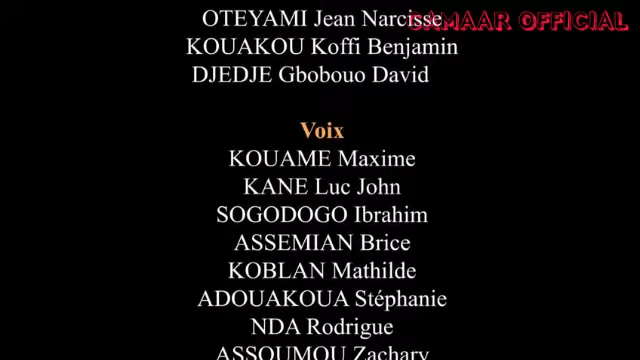 OTEYAMI Jean Narcisse
SAMAAR OFFICIAL
KOUAKOU Koffi Benjamin
DJEDJE Gbobouo David
Voix
KOUAME Maxime
KANE Luc John
SOGODOGO Ibrahim
ASSEMIAN Brice
KOBLAN Mathilde
ADOUAKOUA Stéphanie
NDA Rodrigue
ASSOUMOU Zachary